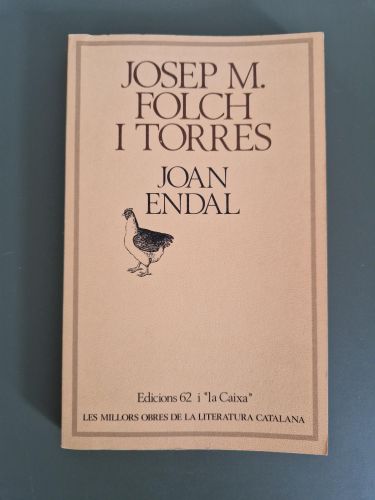 JOSEP M.
FOLCH
I TORRES
JOAN
ENDAL
Edicions 62 i "la Caixa"
LES MILLORS OBRES DE LA LITERATURA CATALANA